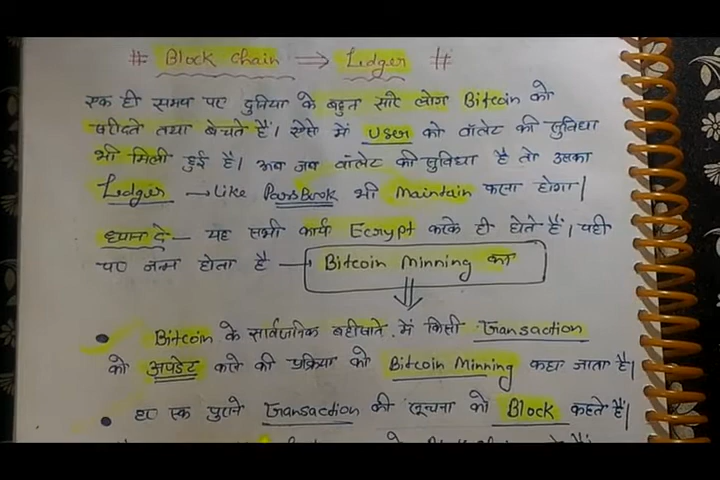 # Block Chain ⇒ Ledger #
एक ही समय पर दुनिया के बहुत सारे लोग Bitcoin को
खरीदते तथा बेचते हैं। ऐसे में User को वॉलेट की सुविधा
भी मिली हुई है। अब जब वॉलेट की सुविधा है तो उसका
Ledger → Like PassBook भी Maintain करना होगा।
ध्यान दे — यह सभी कार्य Ecrypt करके ही होते हैं। यही
पर जन्म होता है → Bitcoin Minning का
Bitcoin के सार्वजनिक बहीखाते में किसी Transaction
को अपडेट करने की प्रक्रिया को Bitcoin Minning कहा जाता है।
हर एक पुराने Transaction की सूचना को Block कहते हैं।